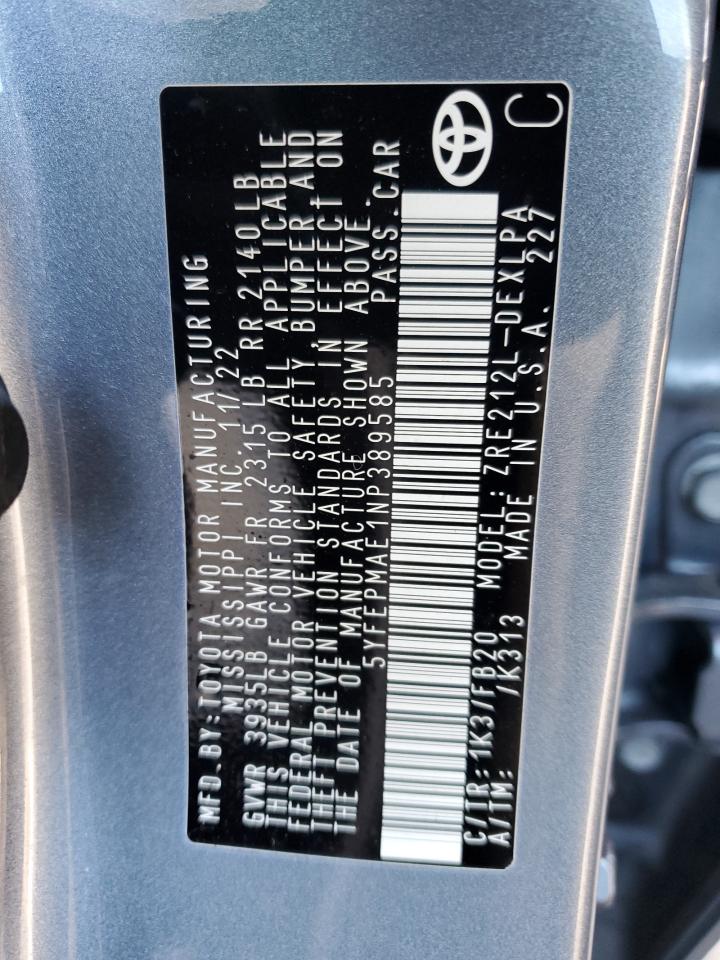 MFD.BY:TOYOTA MOTOR MANUFACTURING
MISSISSIPPI INC. 11/22
GVWR 3935LB GAWR FR 2315 LB RR 2140 LB
THIS VEHICLE CONFORMS TO ALL APPLICABLE
FEDERAL MOTOR VEHICLE SAFETY, BUMPER AND
THEFT PREVENTION STANDARDS IN EFFECT ON
THE DATE OF MANUFACTURE SHOWN ABOVE.
5YFEPMAE1NP389585 PASS.CAR
C/TR: 1K3/FB20 MODEL: ZRE212L-DEXLPA
A/TM: /K313 MADE IN U.S.A. 227
C